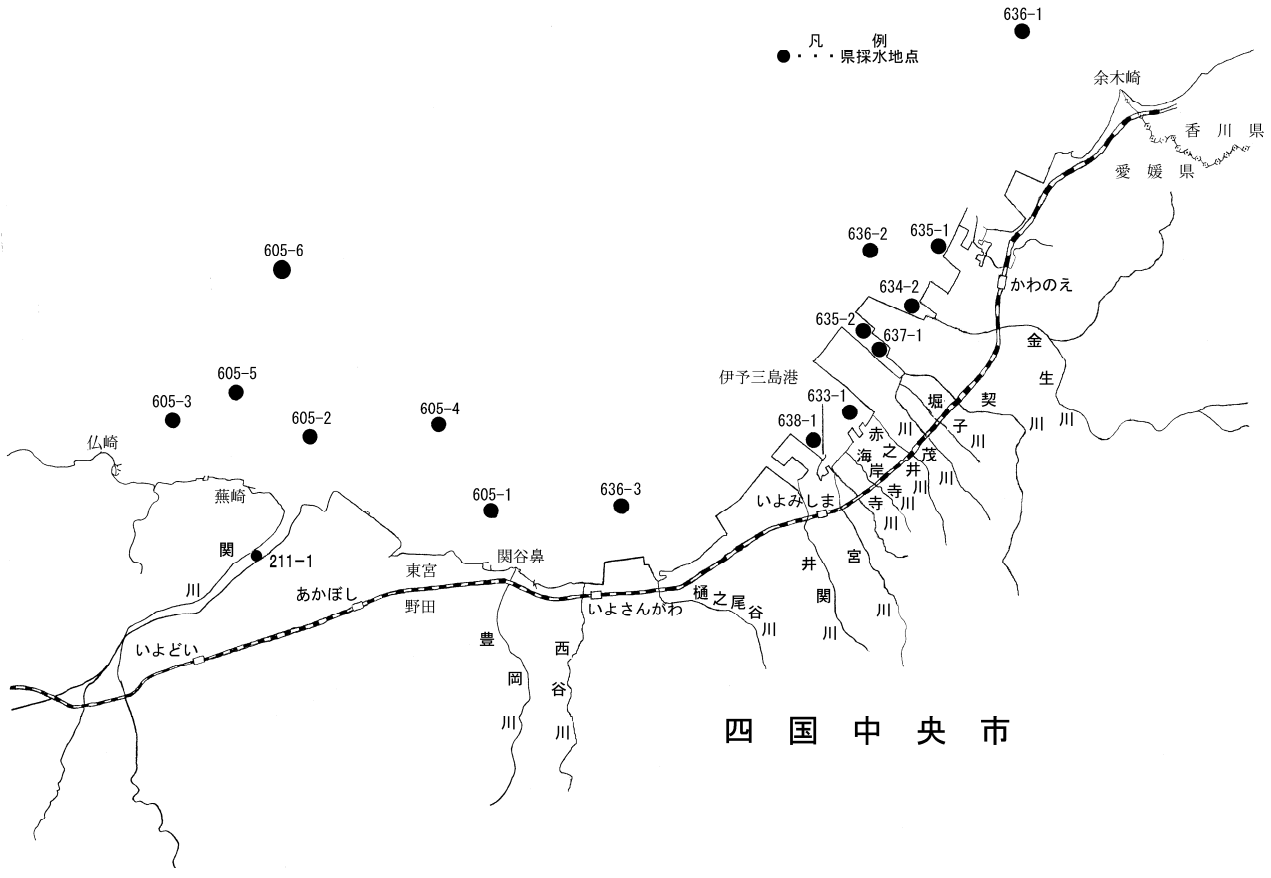 636-1
凡 例
●・・・県採水地点
余木崎
香川県
愛媛県
605-6
636-2
635-1
634-2
かわのえ
635-2
637-1
金生川
605-5
605-3
605-2
605-4
伊予三島港
633-1
638-1
堀子川
契川
赤之井川
茂川
海岸寺川
寺川
仏崎
蕪崎
605-1
636-3
いよみしま
関川
211-1
東宮
関谷鼻
あかぼし
野田
いよさんがわ
樋之尾谷川
井関川
宮川
いよどい
豊岡川
西谷川
四国中央市